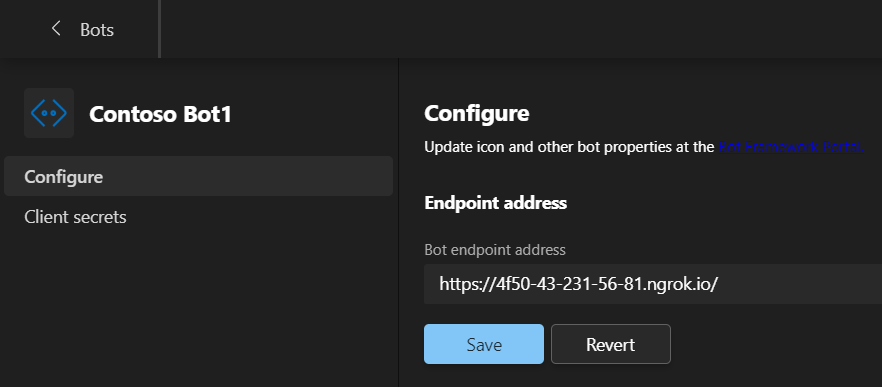 Bots
Contoso Bot1
Configure
Client secrets
Configure
Update icon and other bot properties at the Bot Framework Portal.
Endpoint address
Bot endpoint address
https://4f50-43-231-56-81.ngrok.io/
Save Revert